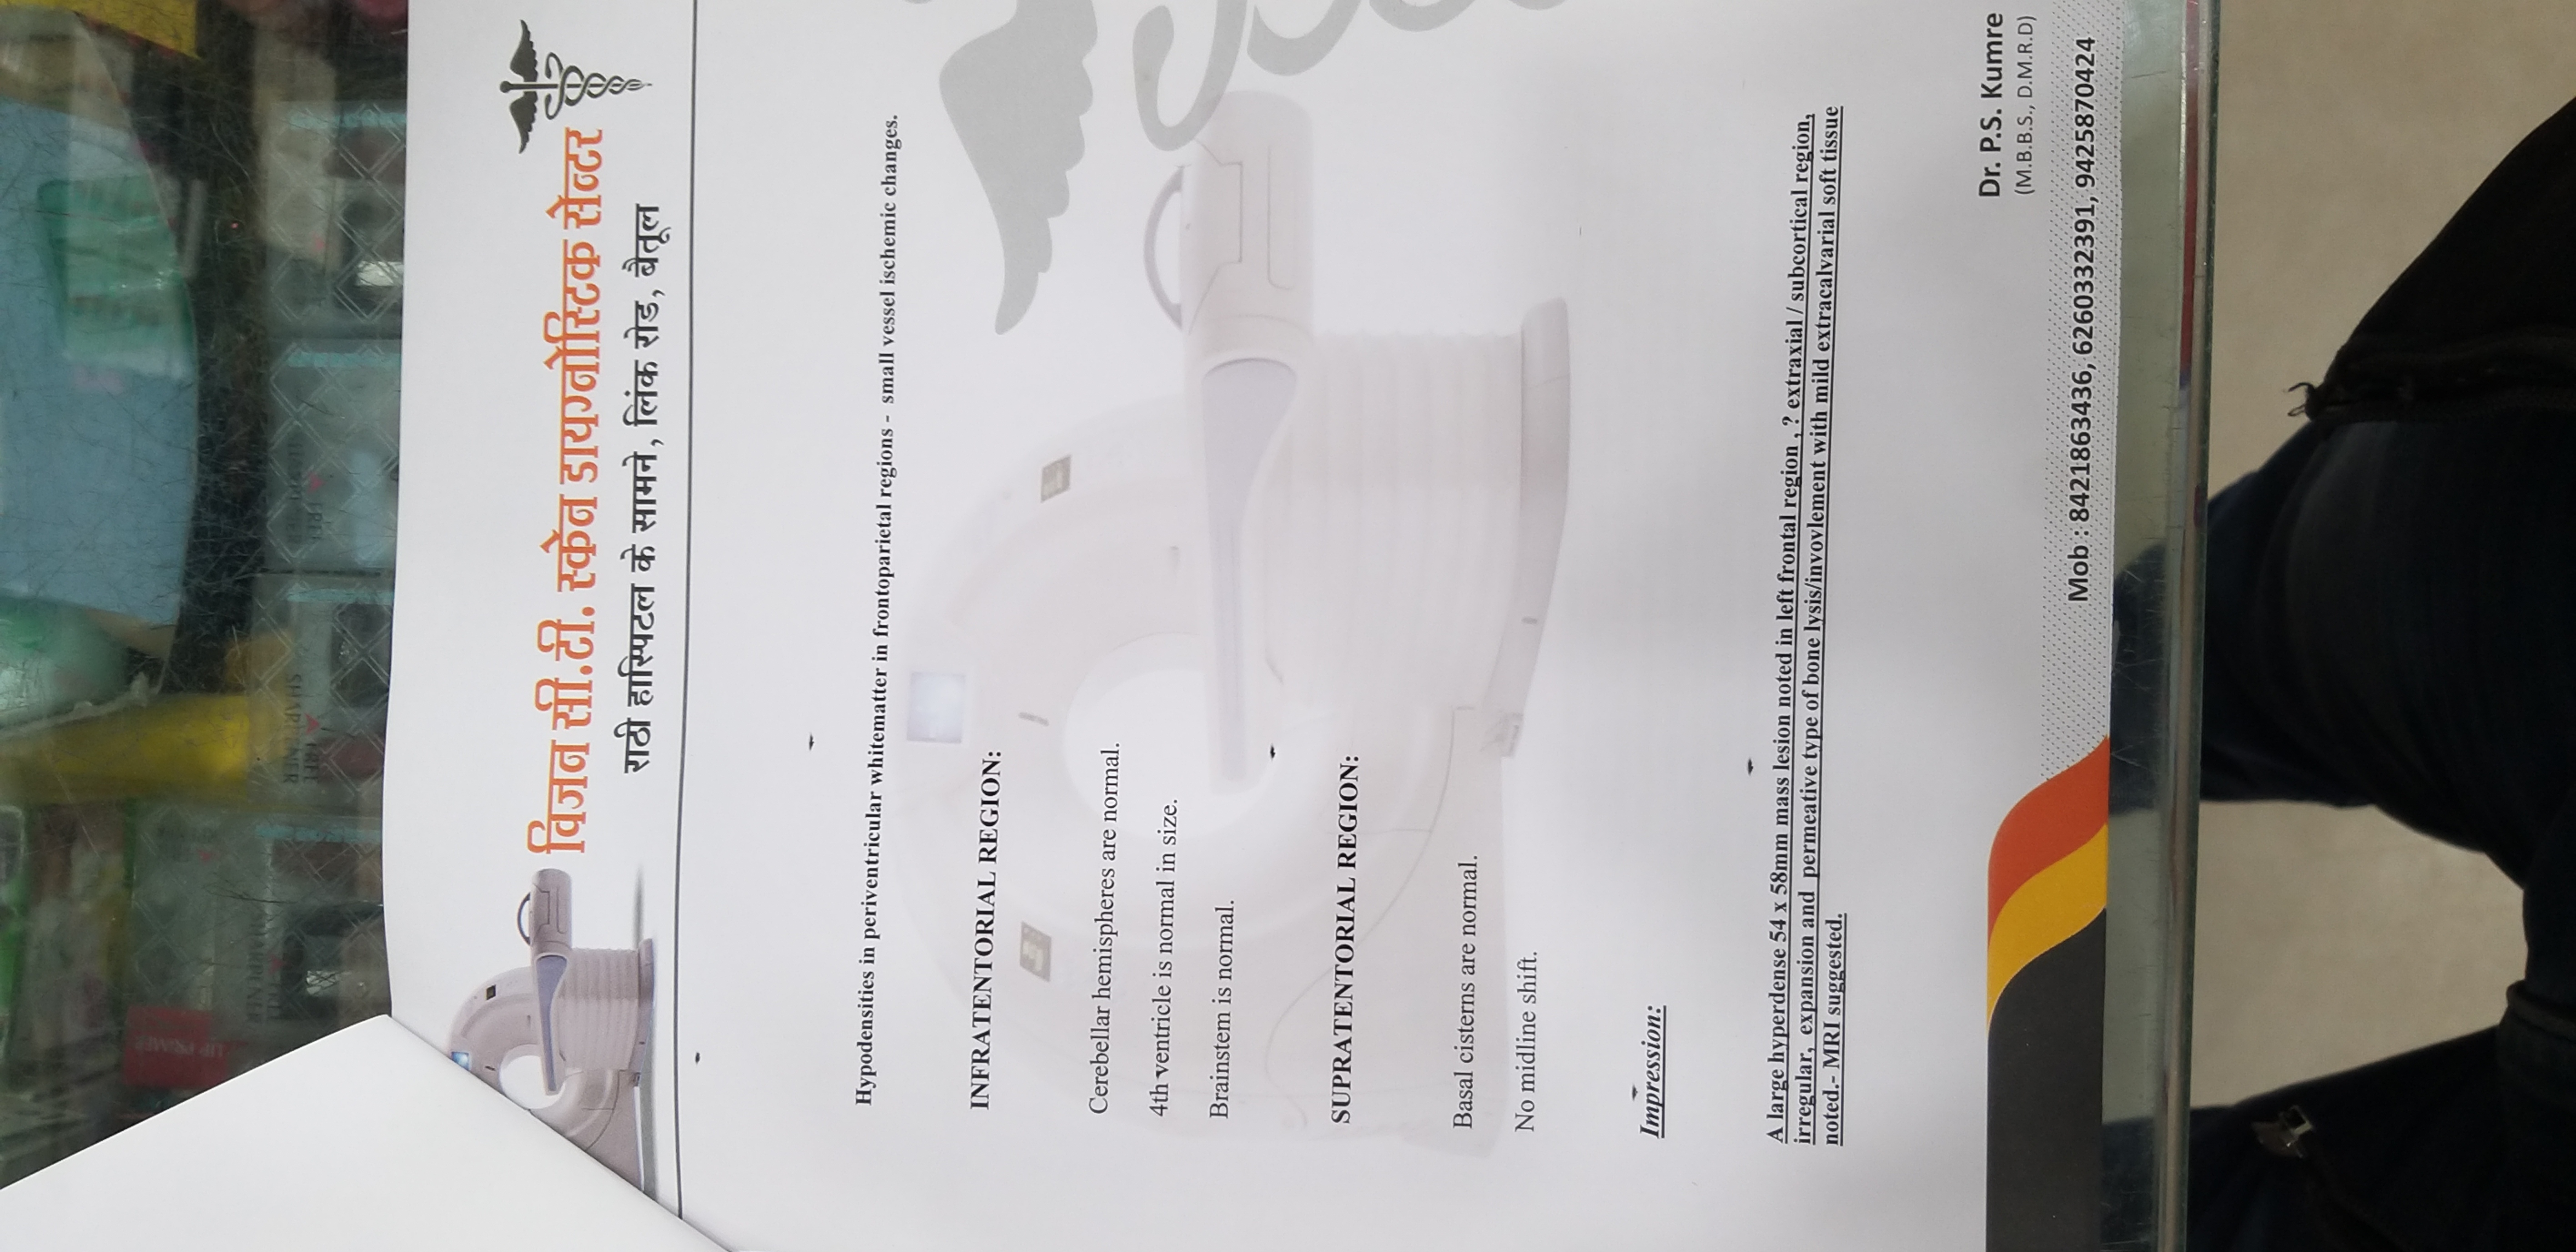 विजन सी.टी. स्केन डायग्नोस्टिक सेन्टर
राठी हास्पिटल के सामने, लिंक रोड, बैतूल
Hypodensities in periventricular whitematter in frontoparietal regions - small vessel ischemic changes.
INFRATENTORIAL REGION:
Cerebellar hemispheres are normal.
4th ventricle is normal in size.
Brainstem is normal.
SUPRATENTORIAL REGION:
Basal cisterns are normal.
No midline shift.
Impression:
A large hyperdense 54 x 58mm mass lesion noted in left frontal region , ? extraxial / subcortical region,
irregular, expansion and permeative type of bone lysis/invovlement with mild extracalvarial soft tissue
noted.- MRI suggested.
Dr. P.S. Kumre
(M.B.B.S., D.M.R.D)
Mob : 8421863436, 6260332391, 9425870424